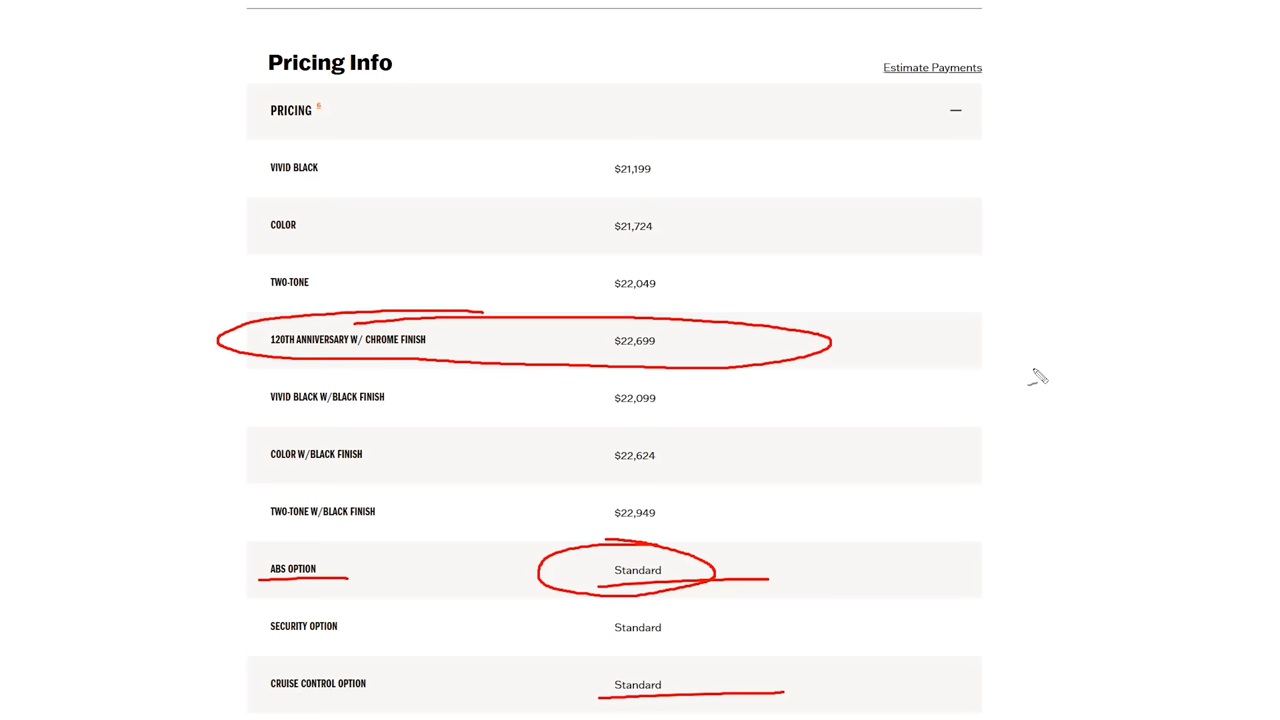 Pricing Info
Estimate Payments
PRICING 6
VIVID BLACK $21,199
COLOR $21,724
TWO-TONE $22,049
120TH ANNIVERSARY W/ CHROME FINISH $22,699
VIVID BLACK W/BLACK FINISH $22,099
COLOR W/BLACK FINISH $22,624
TWO-TONE W/BLACK FINISH $22,949
ABS OPTION Standard
SECURITY OPTION Standard
CRUISE CONTROL OPTION Standard